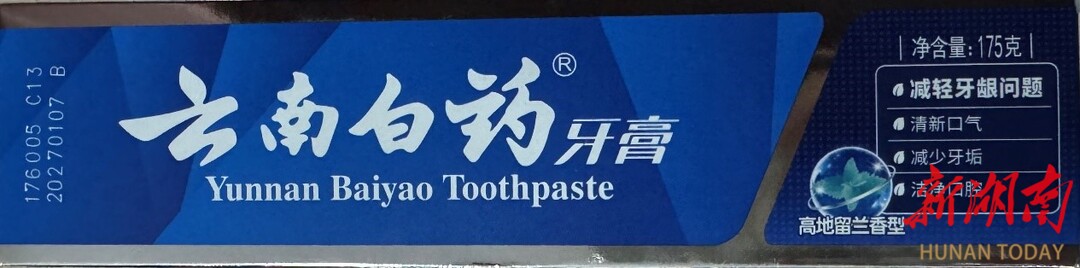 176005 C13
20270107 B
云南白药®牙膏
Yunnan Baiyao Toothpaste
|净含量:175克|
减轻牙龈问题
清新口气
减少牙垢
洁净口腔
高地留兰香型
新湖南
HUNAN TODAY